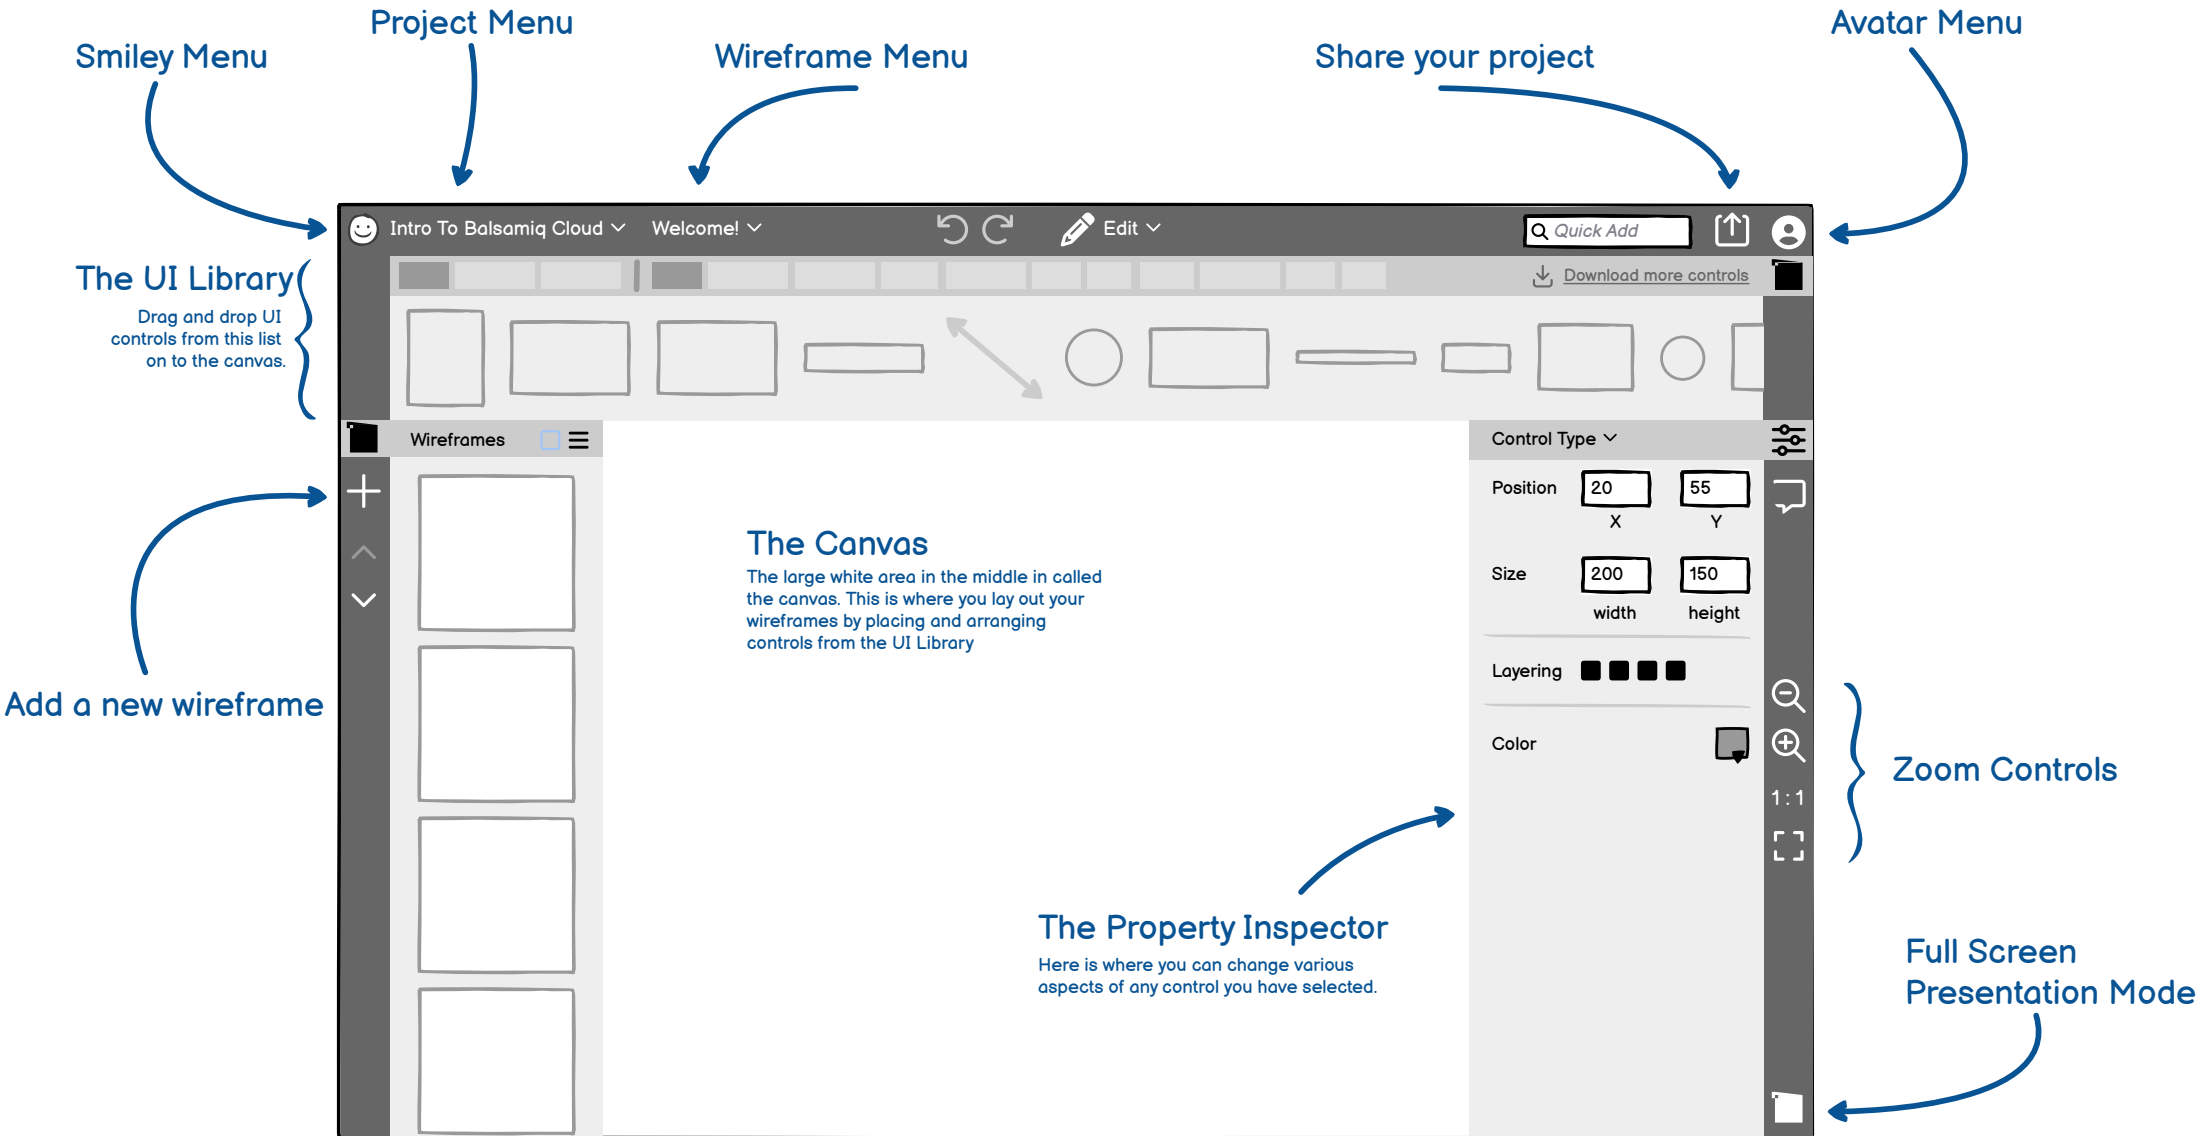 Project Menu
Avatar Menu
Smiley Menu
Wireframe Menu
Share your project
Intro To Balsamiq Cloud
Welcome!
Edit
Quick Add
The UI Library
Drag and drop UI
controls from this list
on to the canvas.
Download more controls
Wireframes
Control Type
Position
20
55
X
Y
Size
200
150
width
height
Layering
Color
The Canvas
The large white area in the middle in called
the canvas. This is where you lay out your
wireframes by placing and arranging
controls from the UI Library
Add a new wireframe
Zoom Controls
1 : 1
The Property Inspector
Here is where you can change various
aspects of any control you have selected.
Full Screen
Presentation Mode